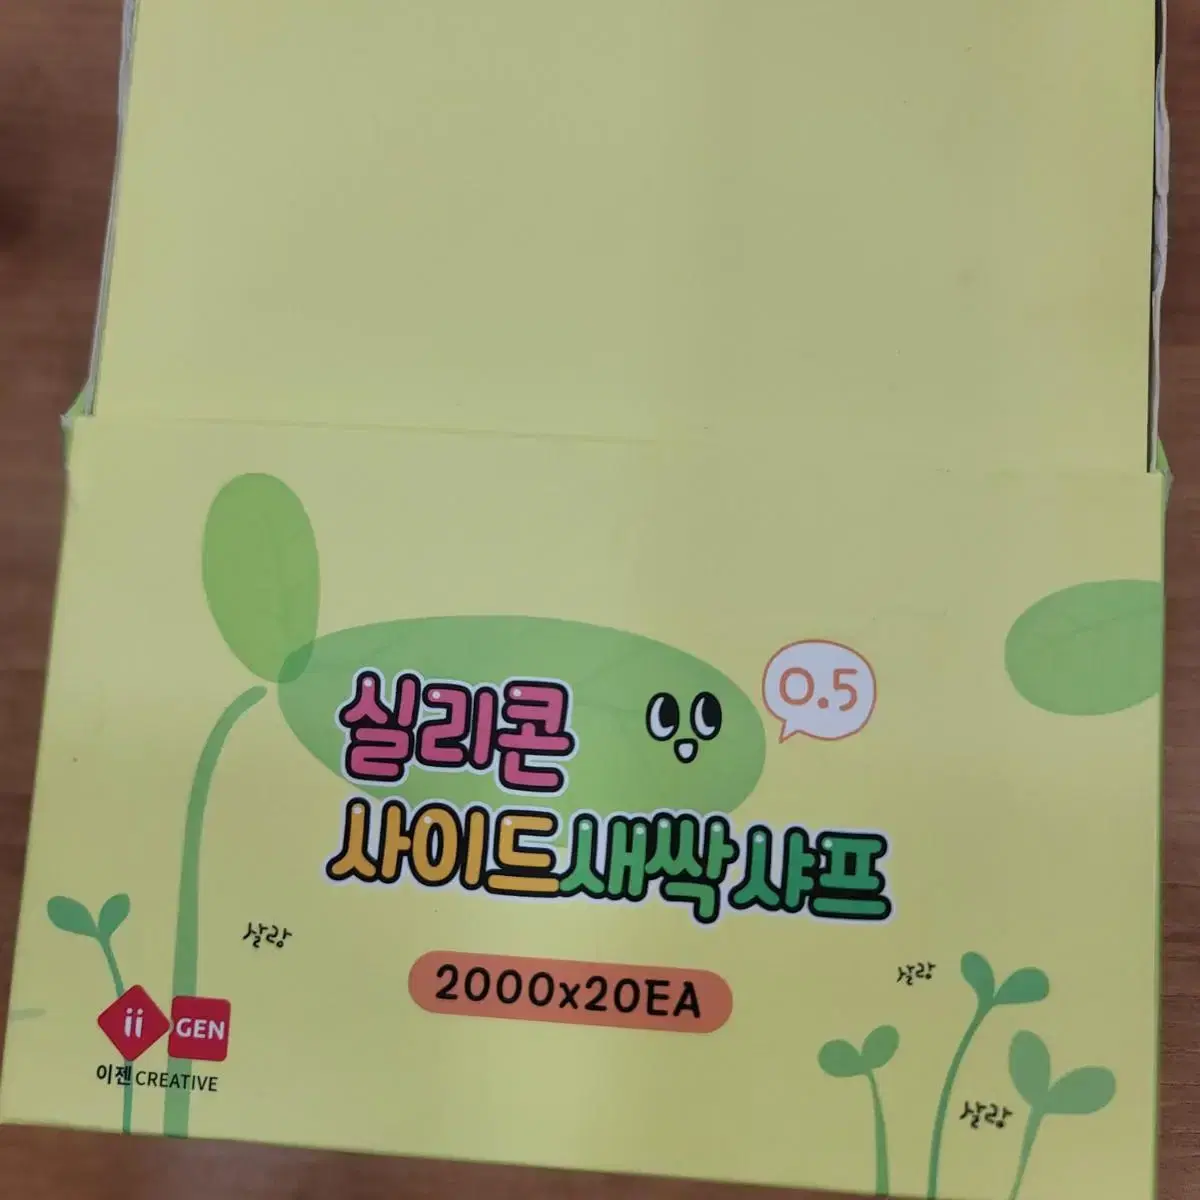 0.5
실리콘
사이드새싹샤프
살랑
살랑
2000x20EA
ii GEN
이젠 CREATIVE
살랑